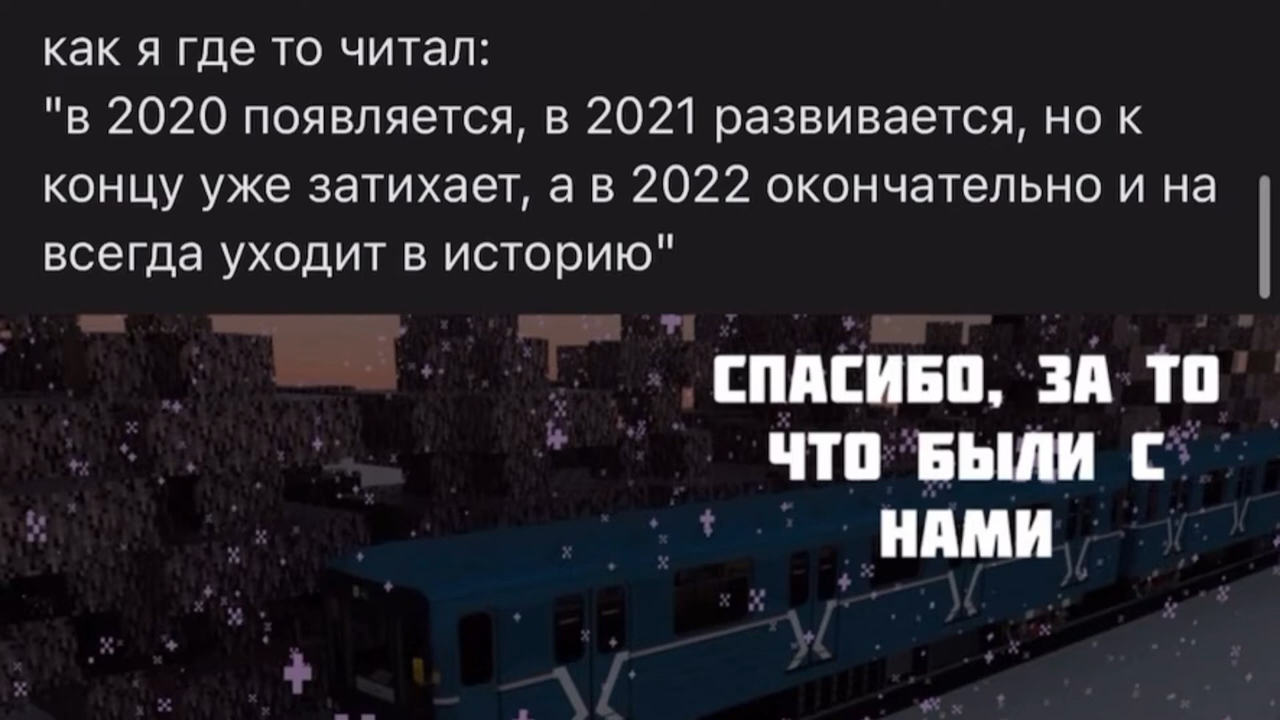 как я где то читал:
"в 2020 появляется, в 2021 развивается, но к
концу уже затихает, а в 2022 окончательно и на
всегда уходит в историю"
СПАСИБО, ЗА ТО
ЧТО БЫЛИ С
НАМИ